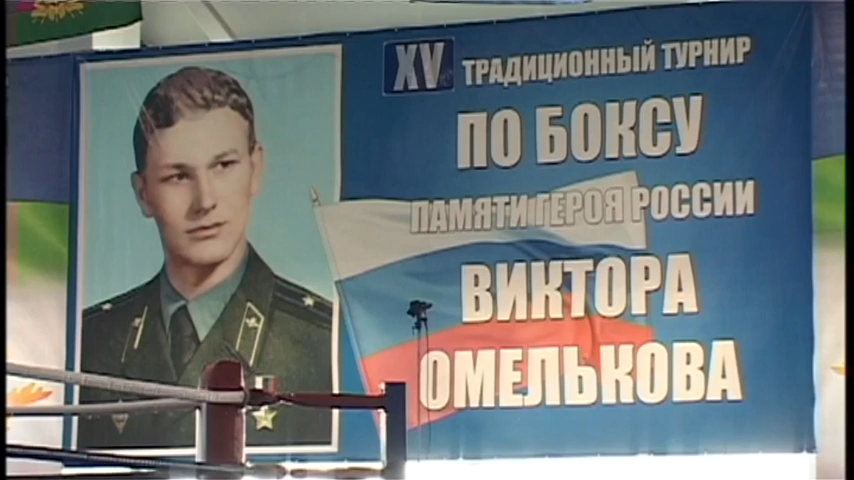 XV ТРАДИЦИОННЫЙ ТУРНИР
ПО БОКСУ
ПАМЯТИ ГЕРОЯ РОССИИ
ВИКТОРА
ОМЕЛЬКОВА